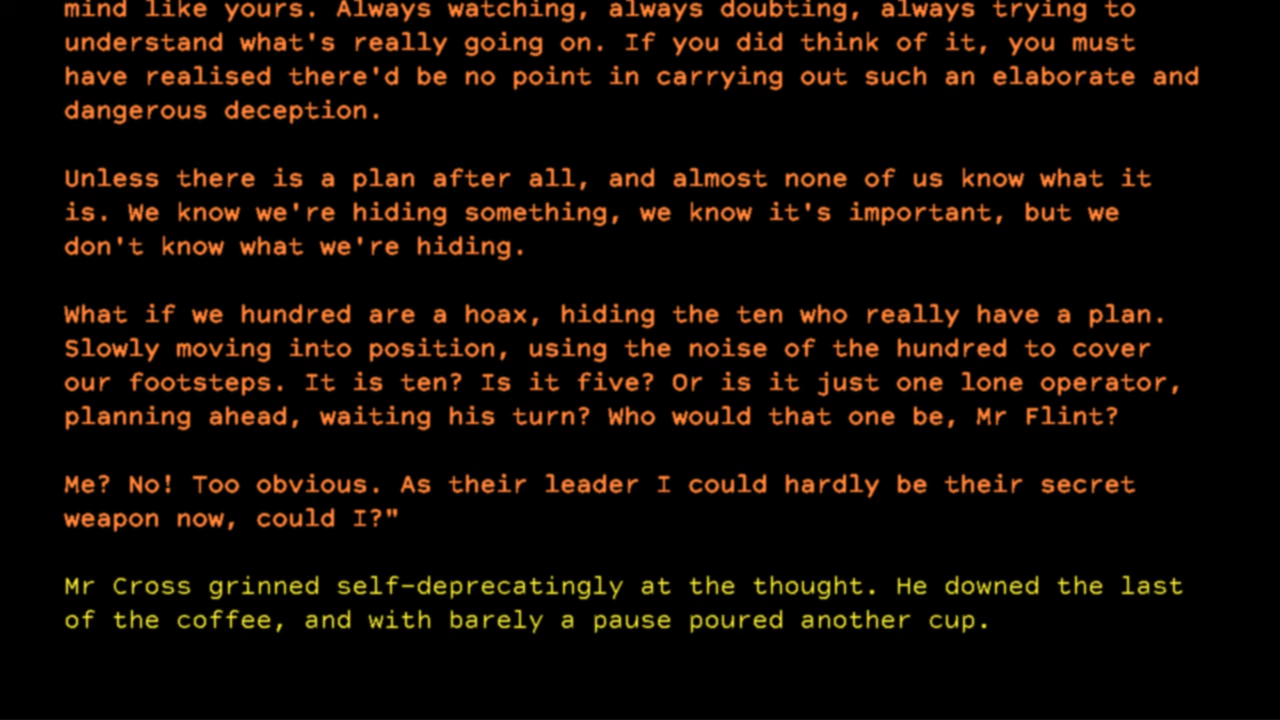 mind like yours. Always watching, always doubting, always trying to
understand what's really going on. If you did think of it, you must
have realised there'd be no point in carrying out such an elaborate and
dangerous deception.
Unless there is a plan after all, and almost none of us know what it
is. We know we're hiding something, we know it's important, but we
don't know what we're hiding.
What if we hundred are a hoax, hiding the ten who really have a plan.
Slowly moving into position, using the noise of the hundred to cover
our footsteps. It is ten? Is it five? Or is it just one lone operator,
planning ahead, waiting his turn? Who would that one be, Mr Flint?
Me? No! Too obvious. As their leader I could hardly be their secret
weapon now, could I?"
Mr Cross grinned self-deprecatingly at the thought. He downed the last
of the coffee, and with barely a pause poured another cup.